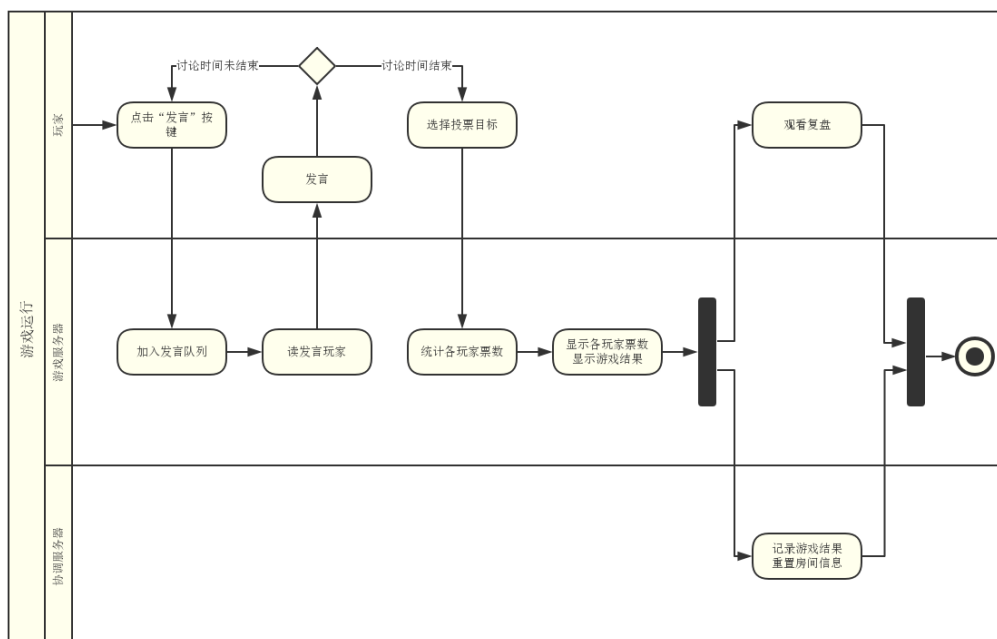 游戏运行
玩家
讨论时间未结束
讨论时间结束
点击“发言”按
键
选择投票目标
观看复盘
发言
游戏服务器
加入发言队列
读发言玩家
统计各玩家票数
显示各玩家票数
显示游戏结果
协调服务器
记录游戏结果
重置房间信息